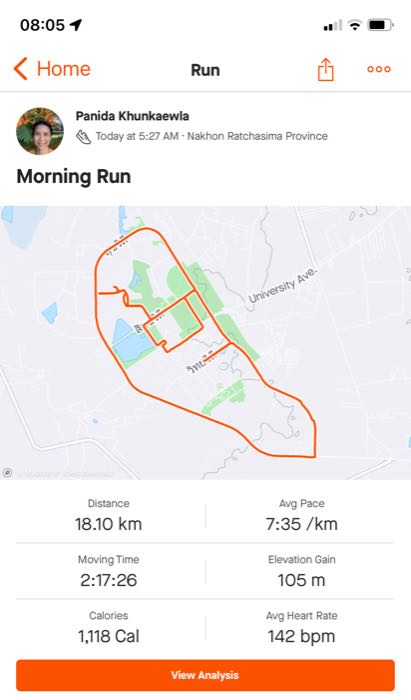 08:05
Home
Run
Panida Khunkaewla
Today at 5:27 AM · Nakhon Ratchasima Province
Morning Run
University Ave.
Distance
Avg Pace
18.10 km
7:35 /km
Moving Time
Elevation Gain
2:17:26
105 m
Calories
Avg Heart Rate
1,118 Cal
142 bpm
View Analysis